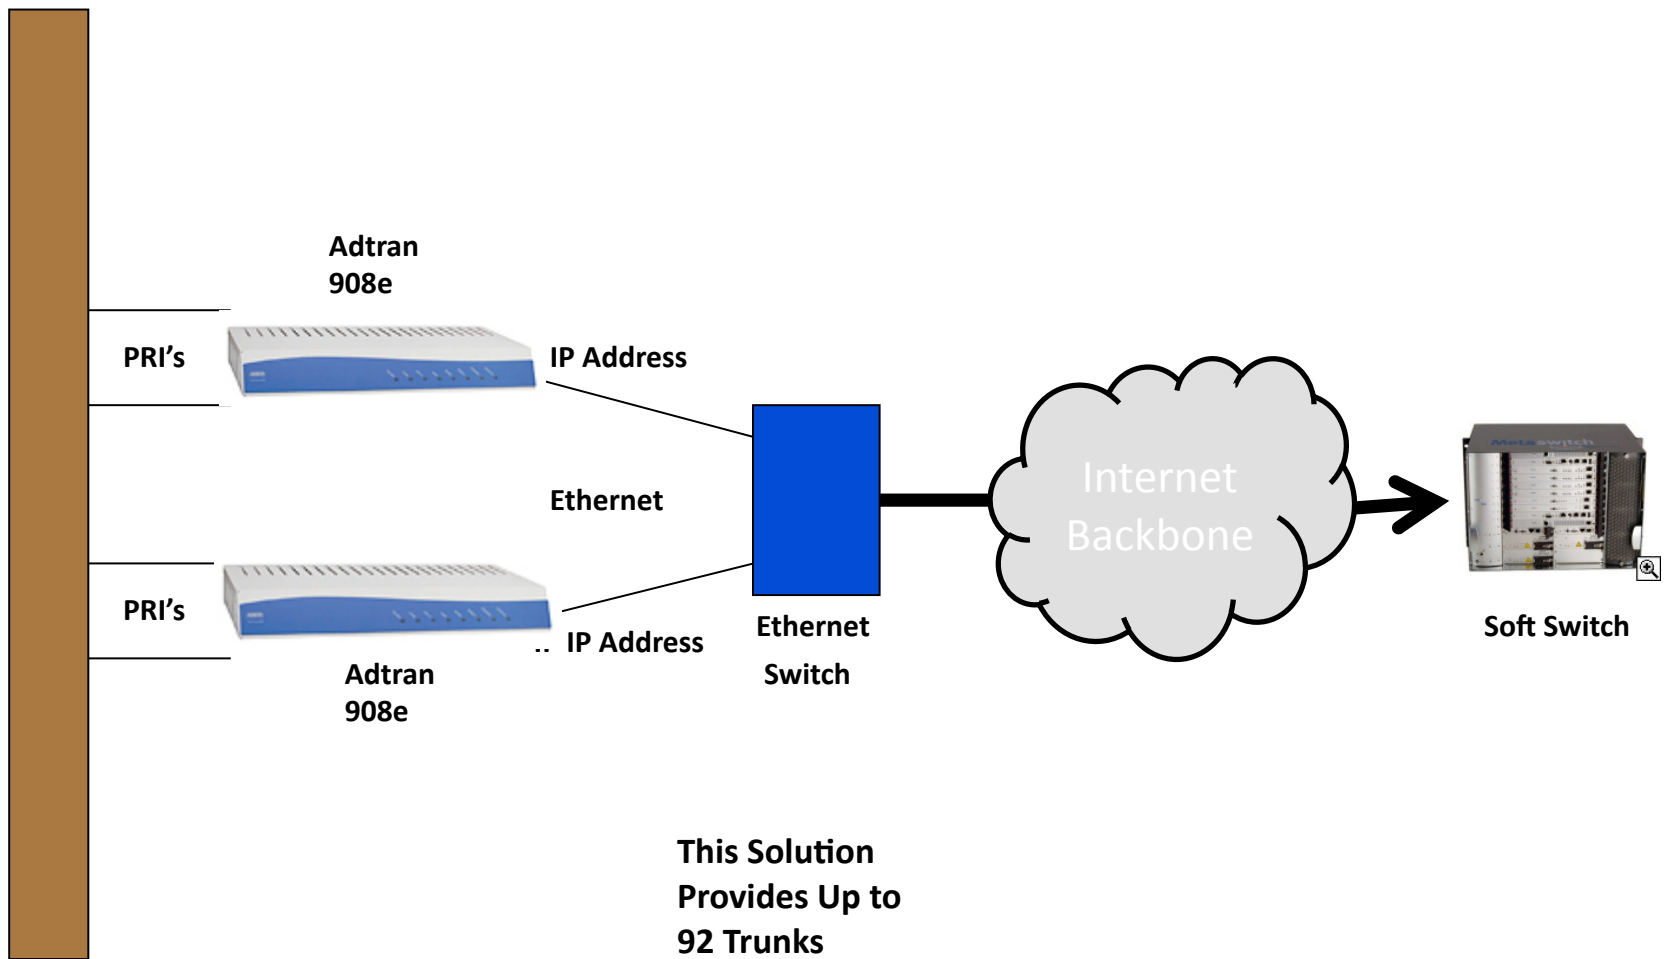 Adtran
908e
PRI's
IP Address
Ethernet
PRI's
.. IP Address
Adtran
908e
Ethernet
Switch
Internet
Backbone
Metaswitch
Soft Switch
This Solution
Provides Up to
92 Trunks